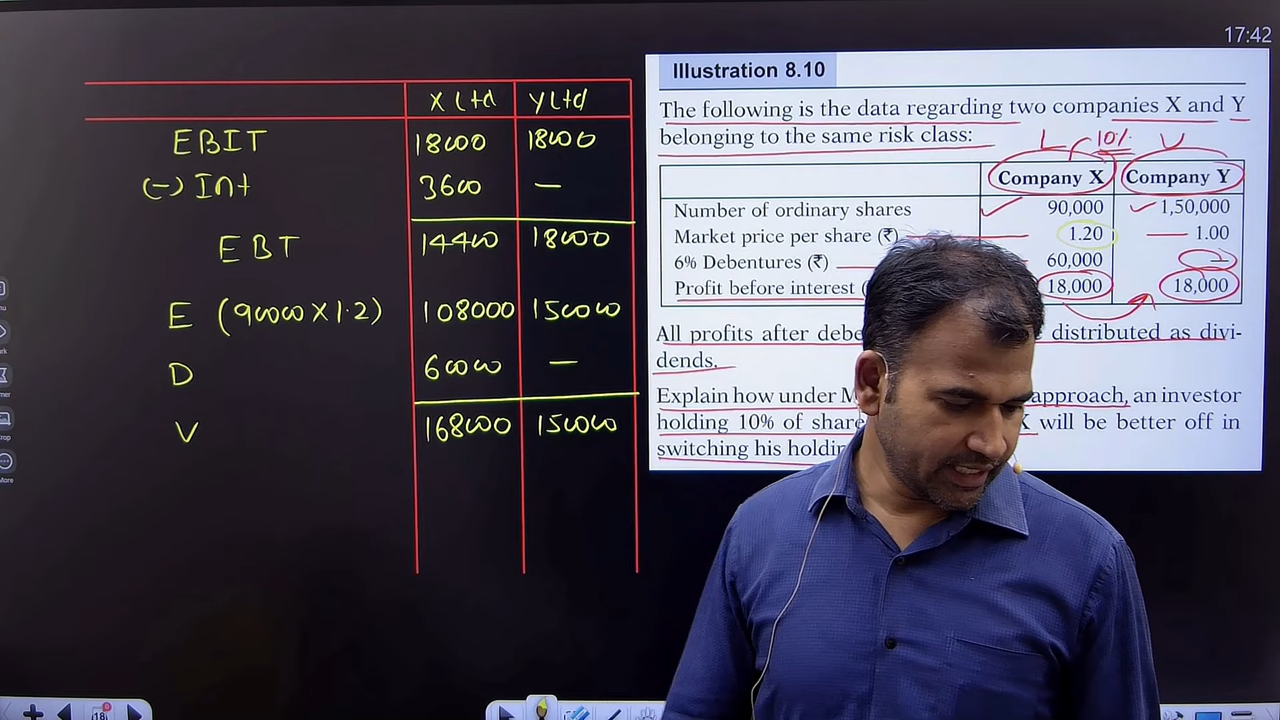 17:42
X Ltd Y Ltd
EBIT 18000 18000
(-) Int 3600 —
EBT 14400 18000
E (90000 X 1.2) 108000 150000
D 60000 —
V 168000 150000
Illustration 8.10
The following is the data regarding two companies X and Y
belonging to the same risk class:
L 10% U
Company X Company Y
Number of ordinary shares 90,000 1,50,000
Market price per share (₹) 1.20 1.00
6% Debentures (₹) 60,000 —
Profit before interest 18,000 18,000
All profits after distributed as divi-
dends.
Explain how under approach, an investor
holding 10% of X will be better off in
switching his
More
18